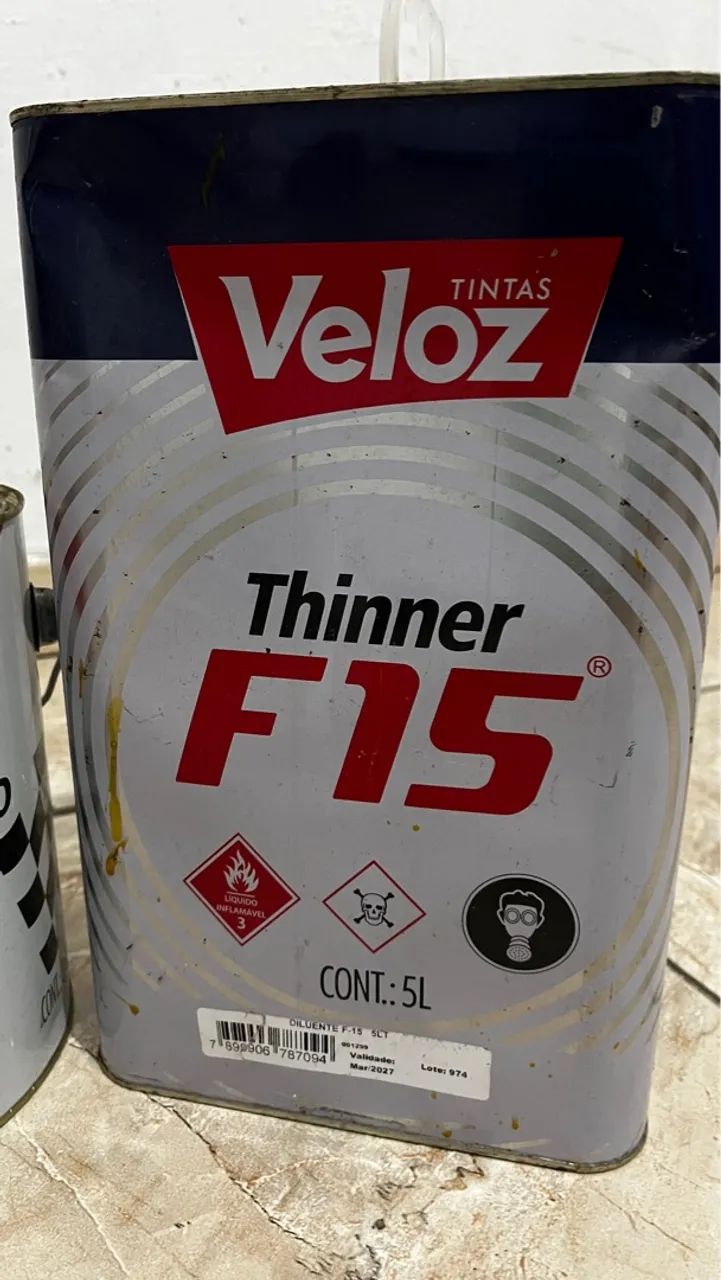 TINTAS
Veloz
Thinner
F15®
LÍQUIDO
INFLAMÁVEL
3
CONT.: 5L
DILUENTE F-15 5LT
7 899906 787094
001299
Validade:
Mar/2027
Lote: 974
CONT.